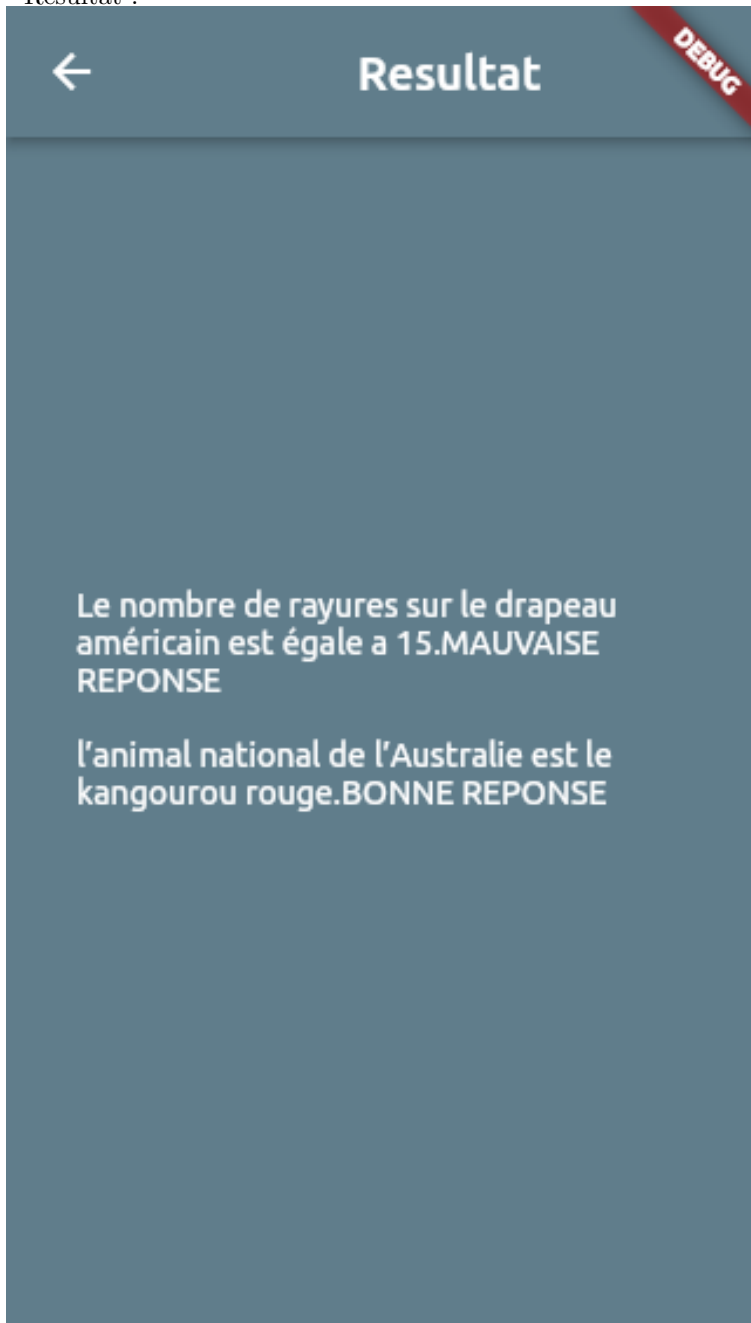 Resultat :
Resultat
DEBUG
Le nombre de rayures sur le drapeau
américain est égale a 15.MAUVAISE
REPONSE
l'animal national de l'Australie est le
kangourou rouge.BONNE REPONSE